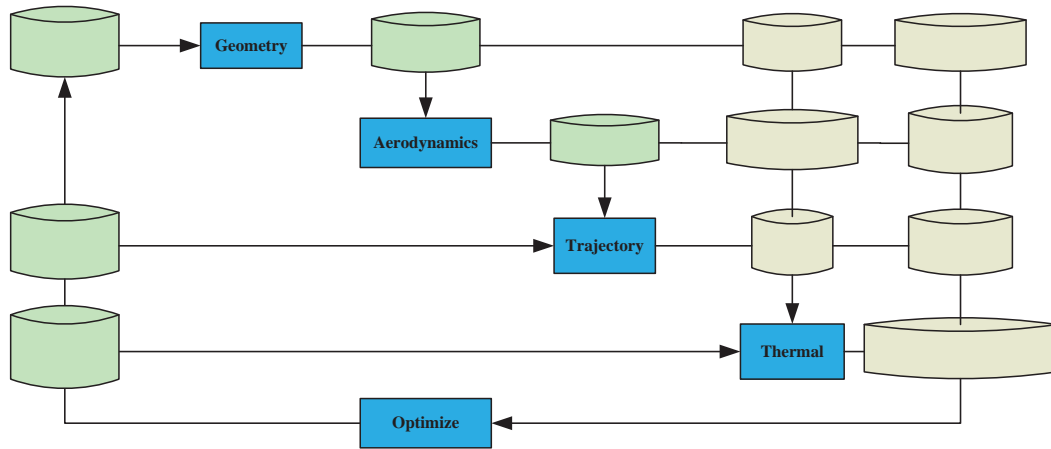 Geometry
Aerodynamics
Trajectory
Thermal
Optimize